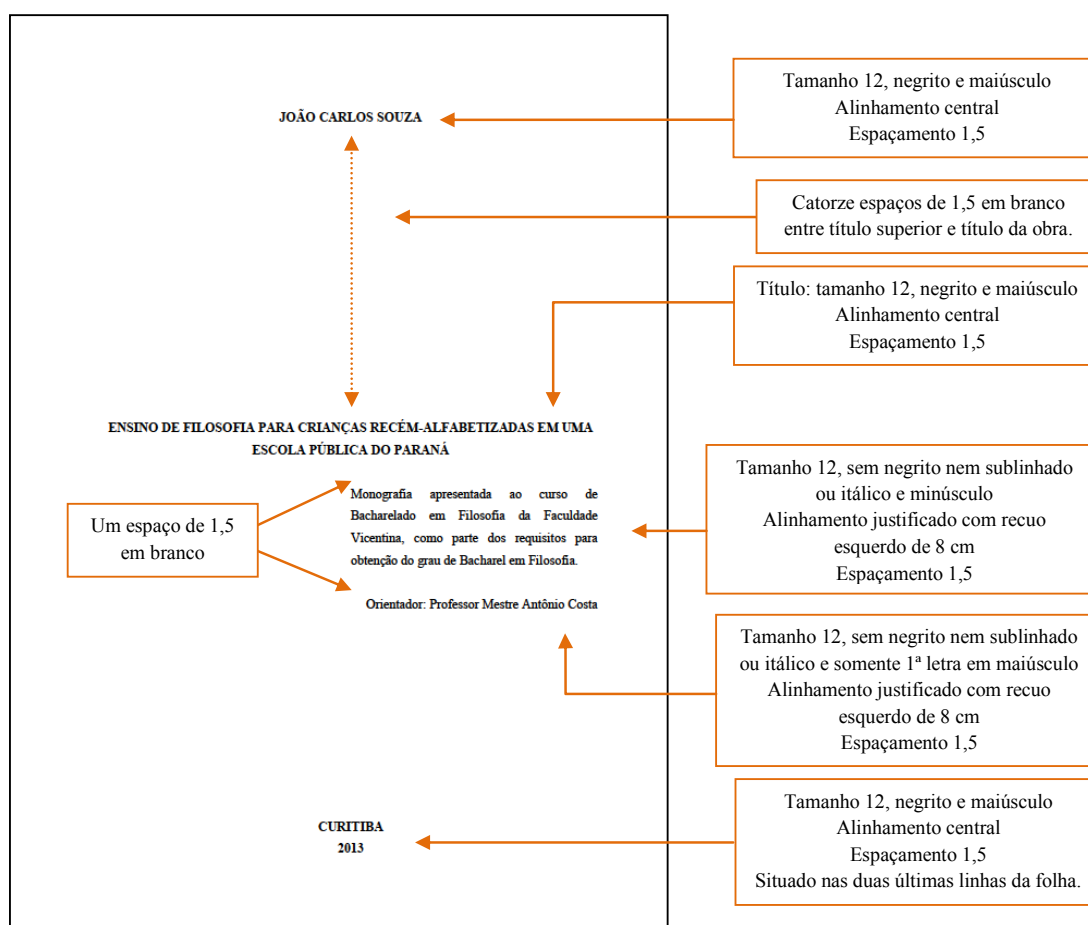 Tamanho 12, negrito e maiúsculo
Alinhamento central
Espaçamento 1,5
JOÃO CARLOS SOUZA
Catorze espaços de 1,5 em branco
entre título superior e título da obra.
Título: tamanho 12, negrito e maiúsculo
Alinhamento central
Espaçamento 1,5
ENSINO DE FILOSOFIA PARA CRIANÇAS RECÉM-ALFABETIZADAS EM UMA
ESCOLA PÚBLICA DO PARANÁ
Monografia apresentada ao curso de
Bacharelado em Filosofia da Faculdade
Vicentina, como parte dos requisitos para
obtenção do grau de Bacharel em Filosofia.
Tamanho 12, sem negrito nem sublinhado
ou itálico e minúsculo
Alinhamento justificado com recuo
esquerdo de 8 cm
Espaçamento 1,5
Um espaço de 1,5
em branco
Orientador: Professor Mestre Antônio Costa
Tamanho 12, sem negrito nem sublinhado
ou itálico e somente 1ª letra em maiúsculo
Alinhamento justificado com recuo
esquerdo de 8 cm
Espaçamento 1,5
CURITIBA
2013
Tamanho 12, negrito e maiúsculo
Alinhamento central
Espaçamento 1,5
Situado nas duas últimas linhas da folha.